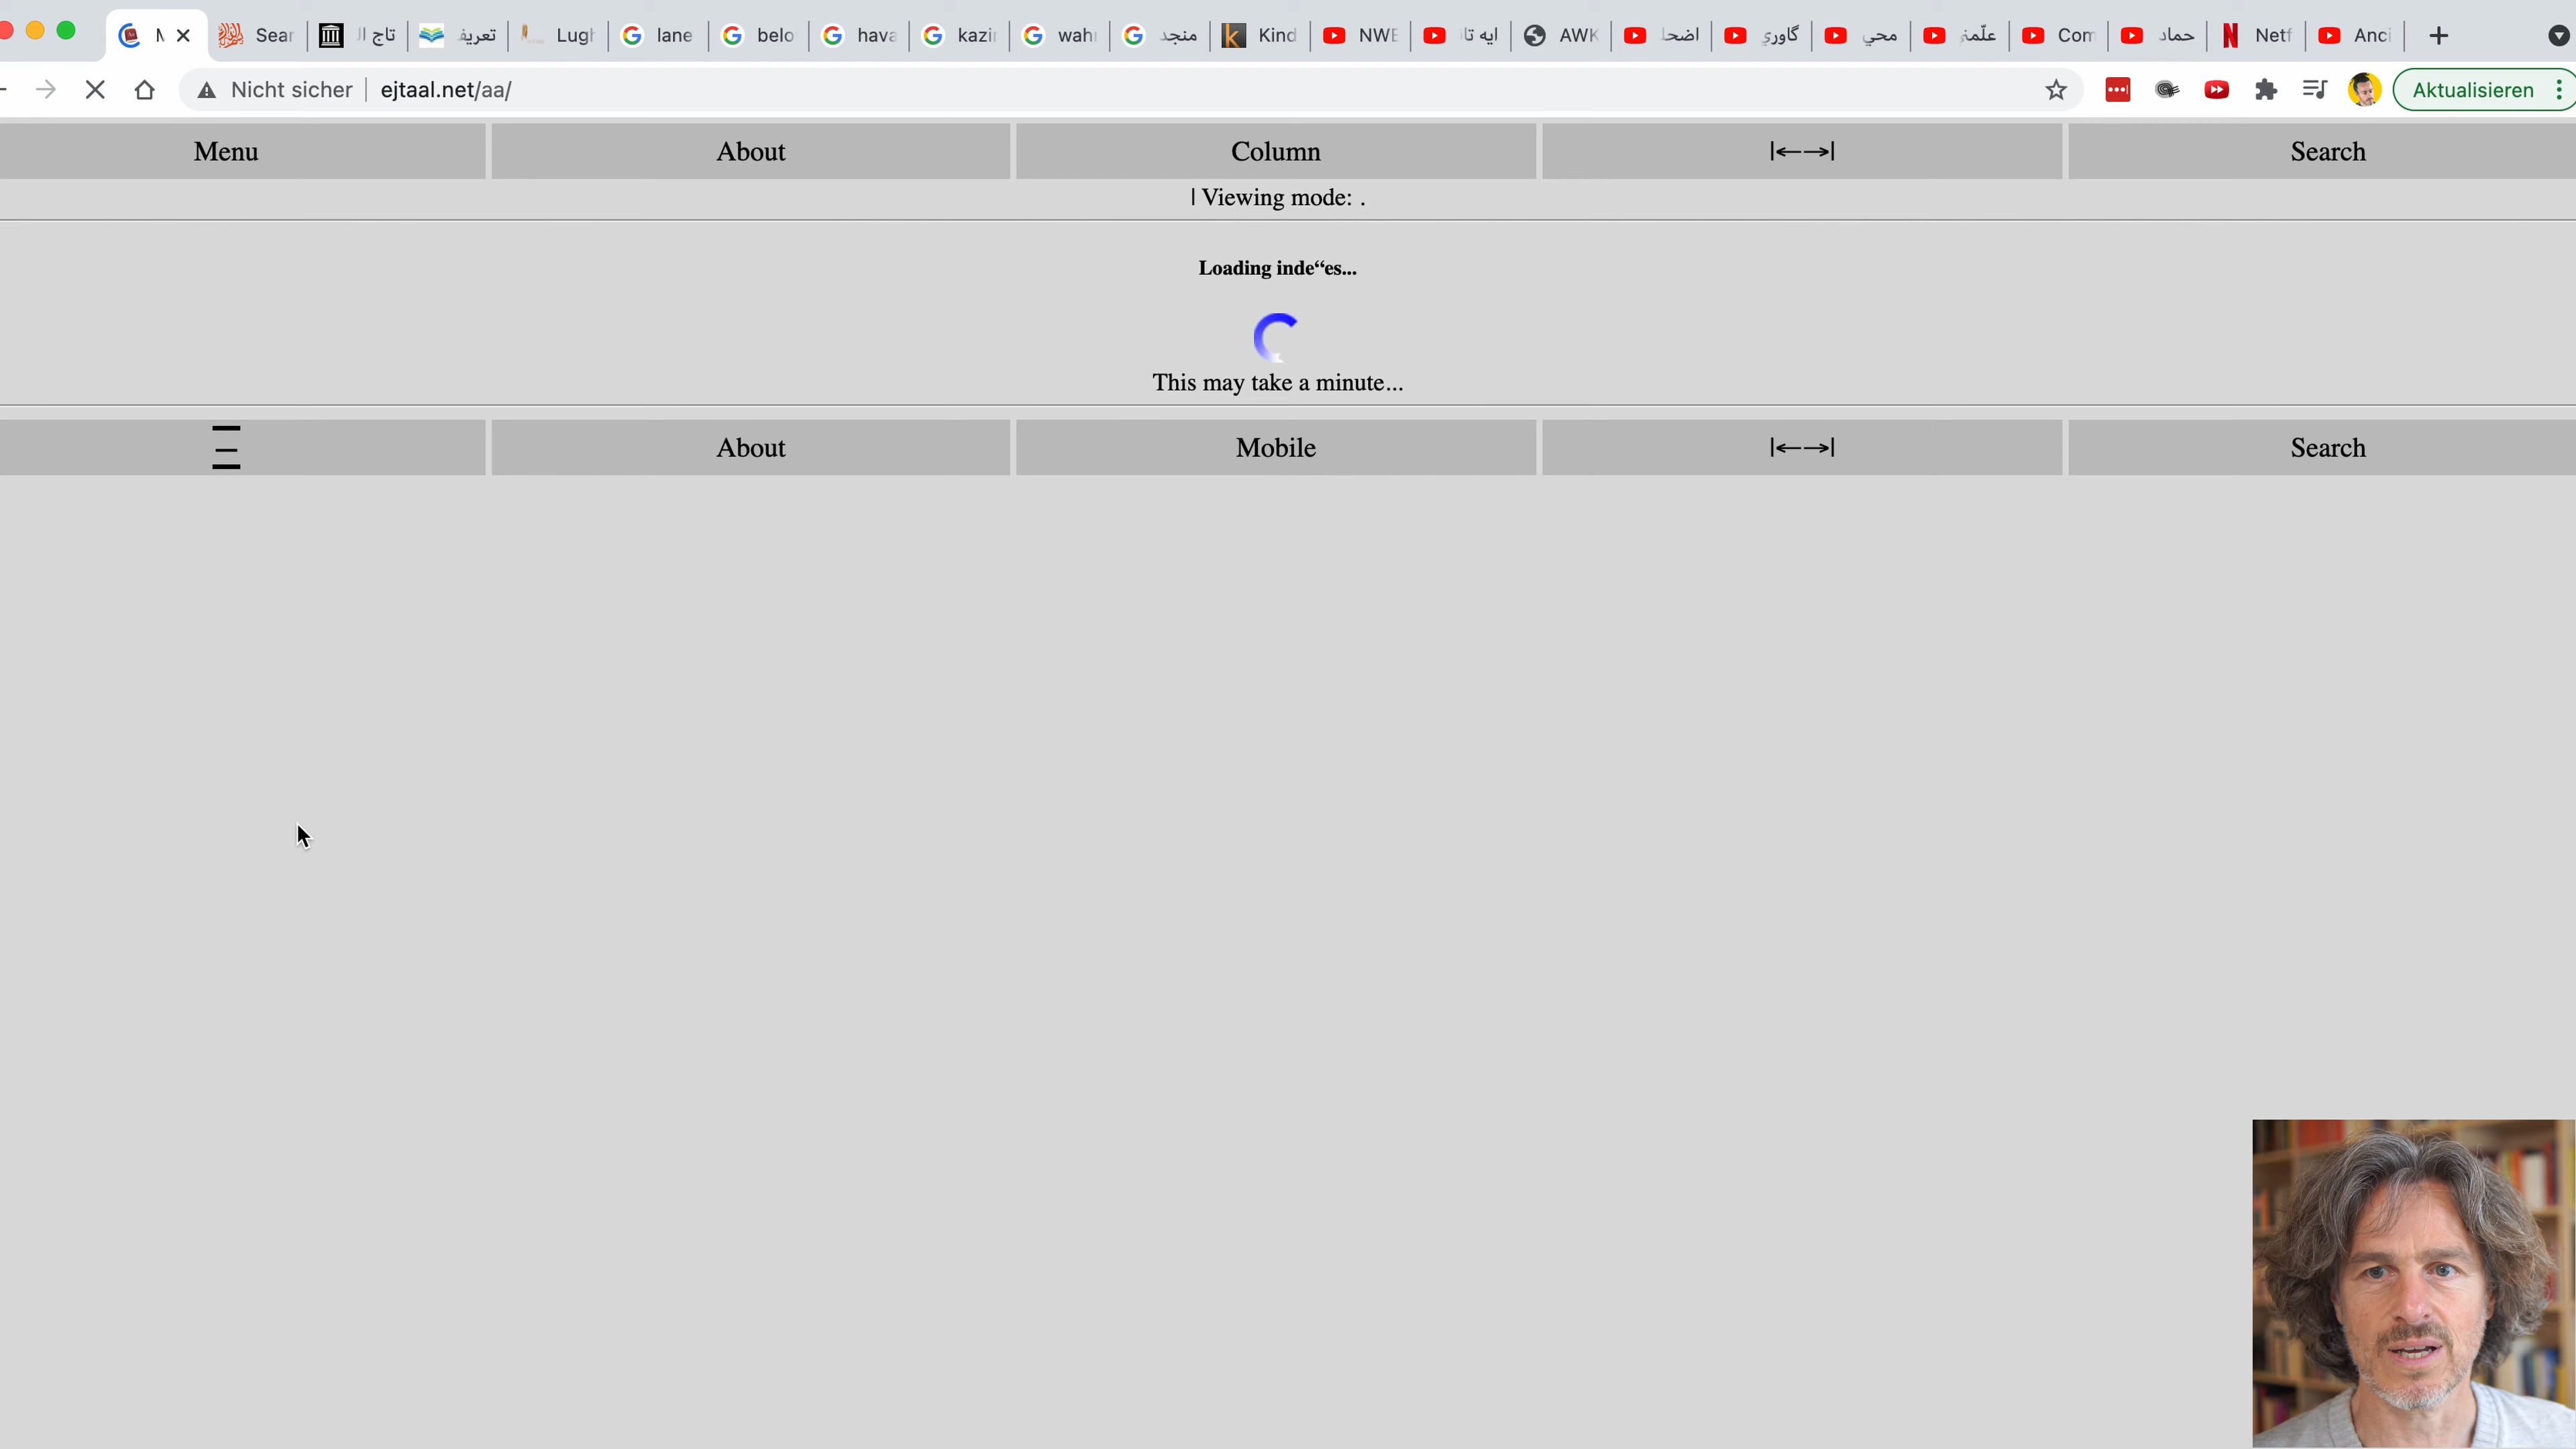 Sear تاج ال تعريف Lugh lane belo hava kazi wah منجد Kind NWE ايه تا AWK اضحا گاوري محي علّمن Com حماد Netf Anci
Nicht sicher ejtaal.net/aa/ Aktualisieren
Menu About Column |←→| Search
| Viewing mode: .
Loading inde“es...
This may take a minute...
About Mobile |←→| Search